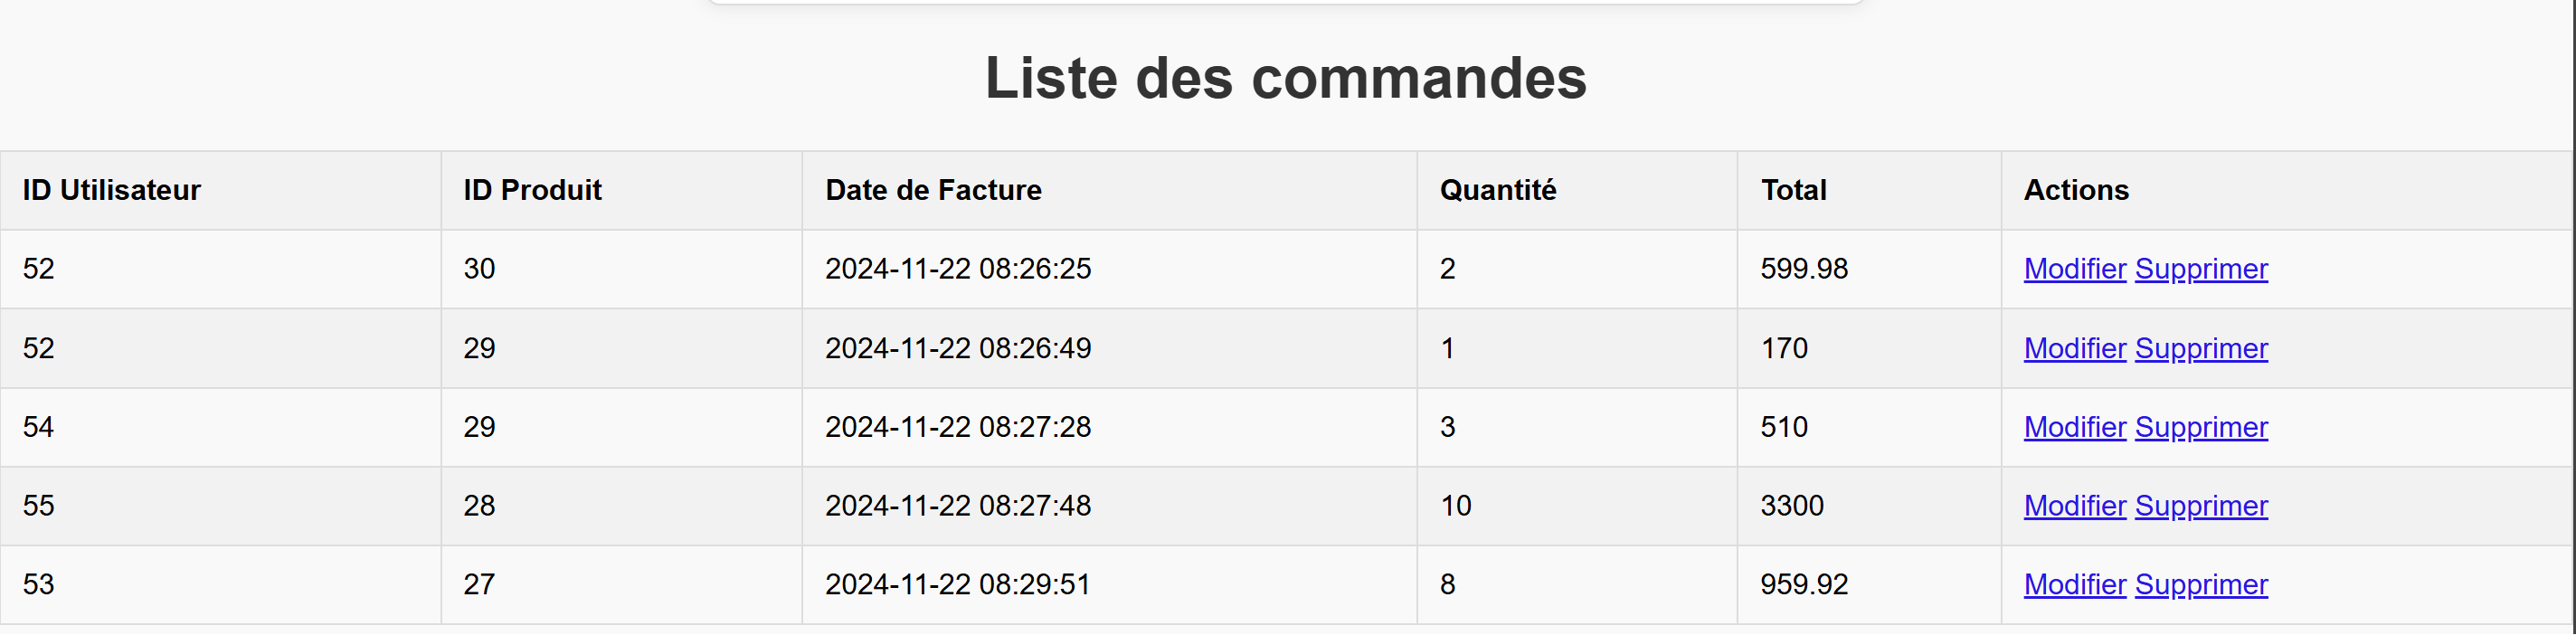 Liste des commandes
ID Utilisateur ID Produit Date de Facture Quantité Total Actions
52 30 2024-11-22 08:26:25 2 599.98 Modifier Supprimer
52 29 2024-11-22 08:26:49 1 170 Modifier Supprimer
54 29 2024-11-22 08:27:28 3 510 Modifier Supprimer
55 28 2024-11-22 08:27:48 10 3300 Modifier Supprimer
53 27 2024-11-22 08:29:51 8 959.92 Modifier Supprimer